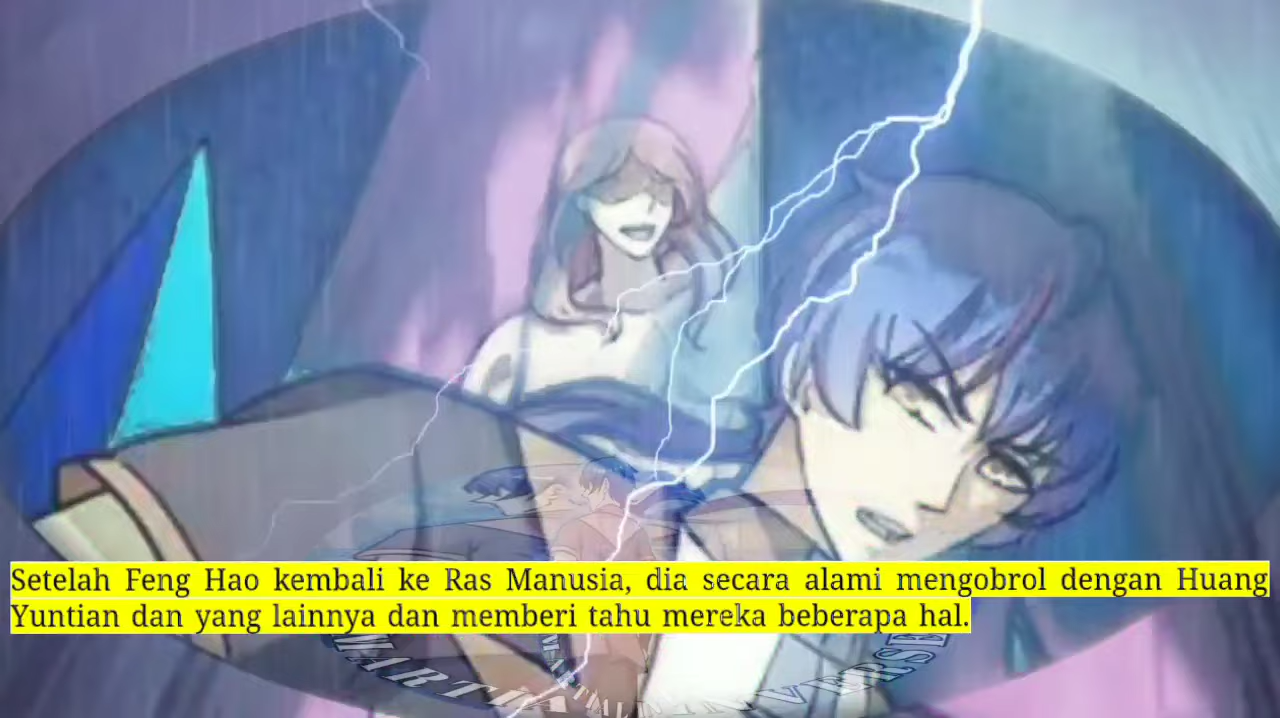 Setelah Feng Hao kembali ke Ras Manusia, dia secara alami mengobrol dengan Huang
Yuntian dan yang lainnya dan memberi tahu mereka beberapa hal.